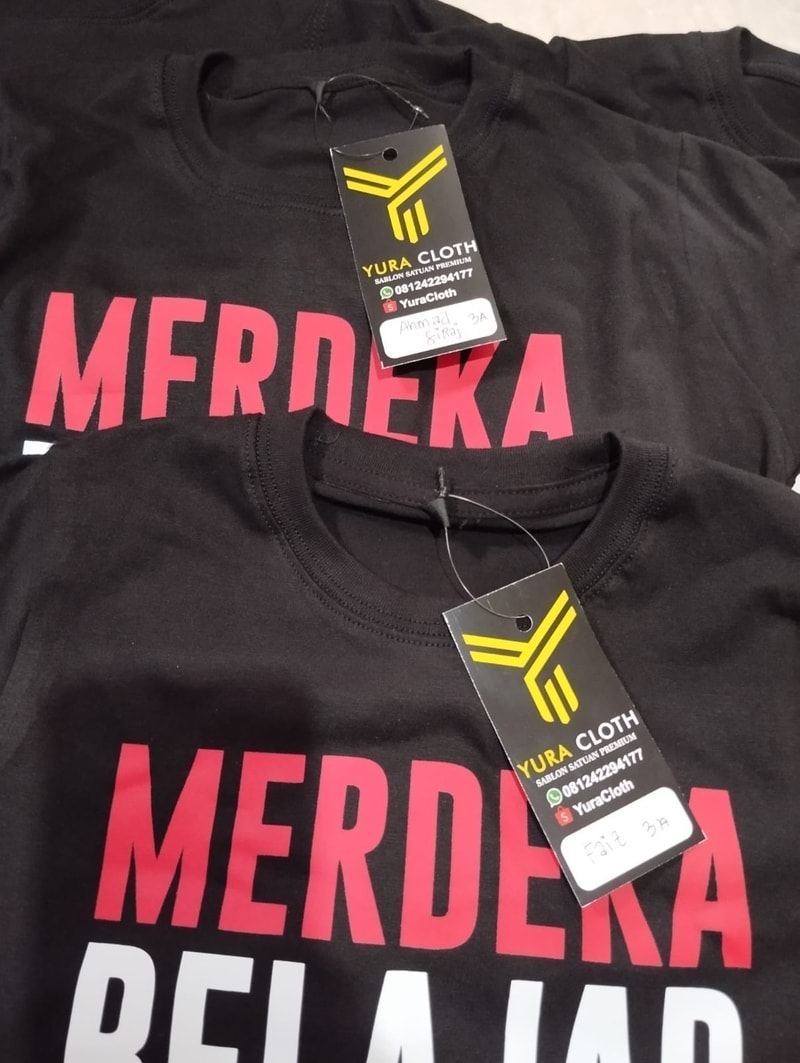 YURA CLOTH
SABLON SATUAN PREMIUM
081242294177
YuraCloth
Ahmad 3A
MERDEKA
YURA CLOTH
SABLON SATUAN PREMIUM
081242294177
YuraCloth
Faiz 3A
MERDEKA
BELAJAR